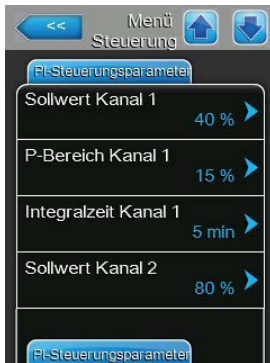 <<
Menü
Steuerung
PI-Steuerungsparameter
Sollwert Kanal 1
40 %
P-Bereich Kanal 1
15 %
Integralzeit Kanal 1
5 min
Sollwert Kanal 2
80 %
PI-Steuerungsparameter